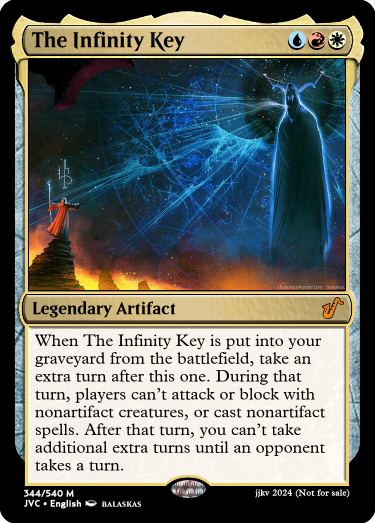 The Infinity Key
Legendary Artifact
When The Infinity Key is put into your
graveyard from the battlefield, take an
extra turn after this one. During that
turn, players can't attack or block with
nonartifact creatures, or cast nonartifact
spells. After that turn, you can't take
additional extra turns until an opponent
takes a turn.
344/540 M
JVC • English BALASKAS
jjkv 2024 (Not for sale)